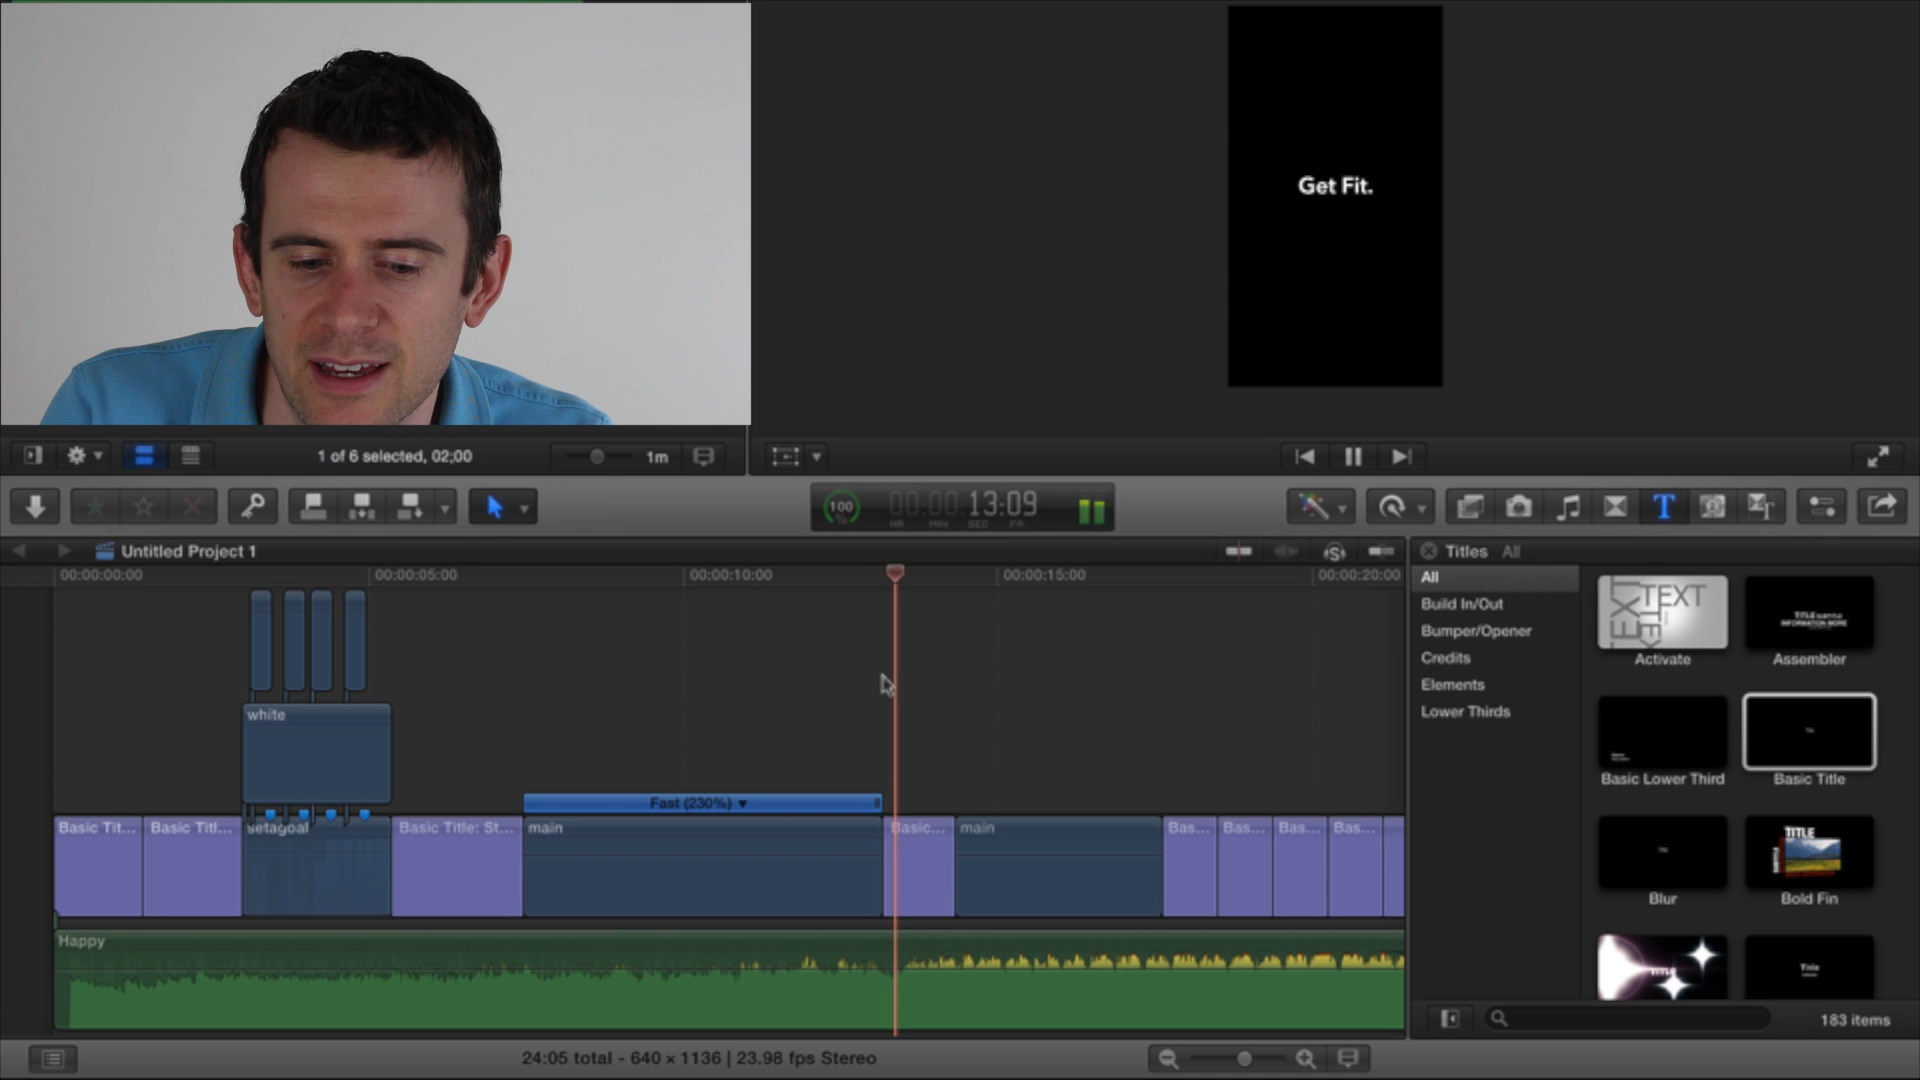 Get Fit.
1 of 6 selected, 02;00
1m
100
%
00:00:13:09
HR MIN SEC FR
Untitled Project 1
Titles All
00:00:00:00
00:00:05:00
00:00:10:00
00:00:15:00
00:00:20:00
All
Build In/Out
Bumper/Opener
Credits
Elements
Lower Thirds
TEXT
Activate
Assembler
Basic Lower Third
Title
Basic Title
Blur
TITLE
Bold Fin
TITLE
Title
white
Fast (230%)
Basic Tit...
Basic Titl...
setagoal
Basic Title: St...
main
Basic...
main
Bas...
Bas...
Bas...
Bas...
Happy
183 items
24:05 total - 640 × 1136 | 23.98 fps Stereo